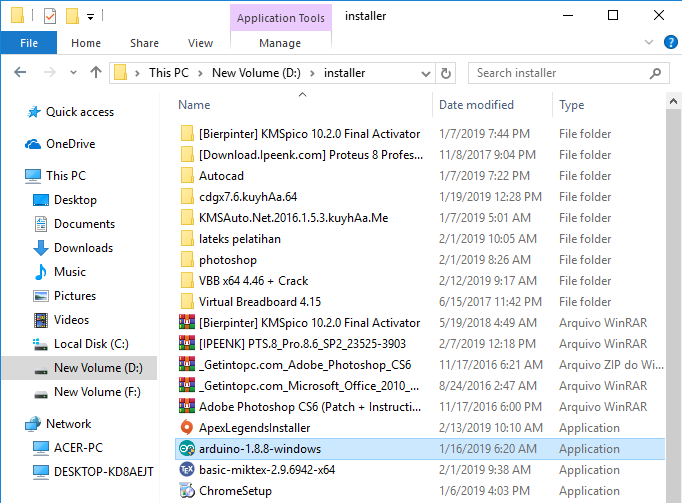 Application Tools installer
File Home Share View Manage
This PC New Volume (D:) installer Search installer
Name Date modified Type
Quick access
OneDrive
This PC
Desktop
Documents
Downloads
Music
Pictures
Videos
Local Disk (C:)
New Volume (D:)
New Volume (F:)
Network
ACER-PC
DESKTOP-KD8AEJT
[Bierpinter] KMSpico 10.2.0 Final Activator 1/7/2019 7:44 PM File folder
[Download.Ipeenk.com] Proteus 8 Profes... 11/8/2017 9:04 PM File folder
Autocad 1/7/2019 7:22 PM File folder
cdgx7.6.kuyhAa.64 1/19/2019 12:28 PM File folder
KMSAuto.Net.2016.1.5.3.kuyhAa.Me 1/7/2019 5:01 AM File folder
lateks pelatihan 2/1/2019 10:05 AM File folder
photoshop 2/1/2019 8:26 AM File folder
VBB x64 4.46 + Crack 2/12/2019 9:17 AM File folder
Virtual Breadboard 4.15 6/15/2017 11:42 PM File folder
[Bierpinter] KMSpico 10.2.0 Final Activator 5/19/2018 4:49 AM Arquivo WinRAR
[IPEENK] PTS.8_Pro.8.6_SP2_23525-3903 2/7/2019 12:18 PM Arquivo WinRAR
_Getintopc.com_Adobe_Photoshop_CS6 11/17/2016 6:21 AM Arquivo ZIP do Wi...
_Getintopc.com_Microsoft_Office_2010_... 8/24/2016 2:47 AM Arquivo WinRAR
Adobe Photoshop CS6 (Patch + Instructi... 11/17/2016 6:00 PM Arquivo WinRAR
ApexLegendsInstaller 2/13/2019 10:10 AM Application
arduino-1.8.8-windows 1/16/2019 6:20 AM Application
basic-miktex-2.9.6942-x64 2/1/2019 9:38 AM Application
ChromeSetup 1/6/2019 4:03 PM Application